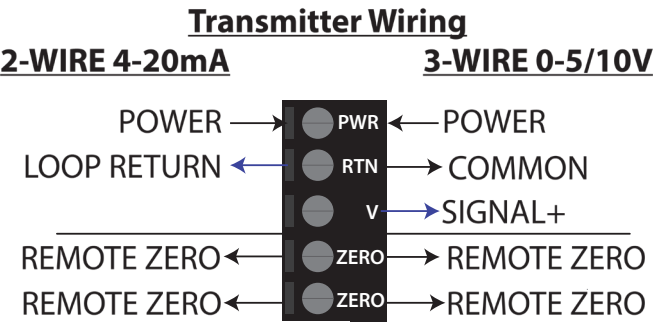 Transmitter Wiring
2-WIRE 4-20mA 3-WIRE 0-5/10V
POWER PWR POWER
LOOP RETURN RTN COMMON
V SIGNAL+
REMOTE ZERO ZERO REMOTE ZERO
REMOTE ZERO ZERO REMOTE ZERO